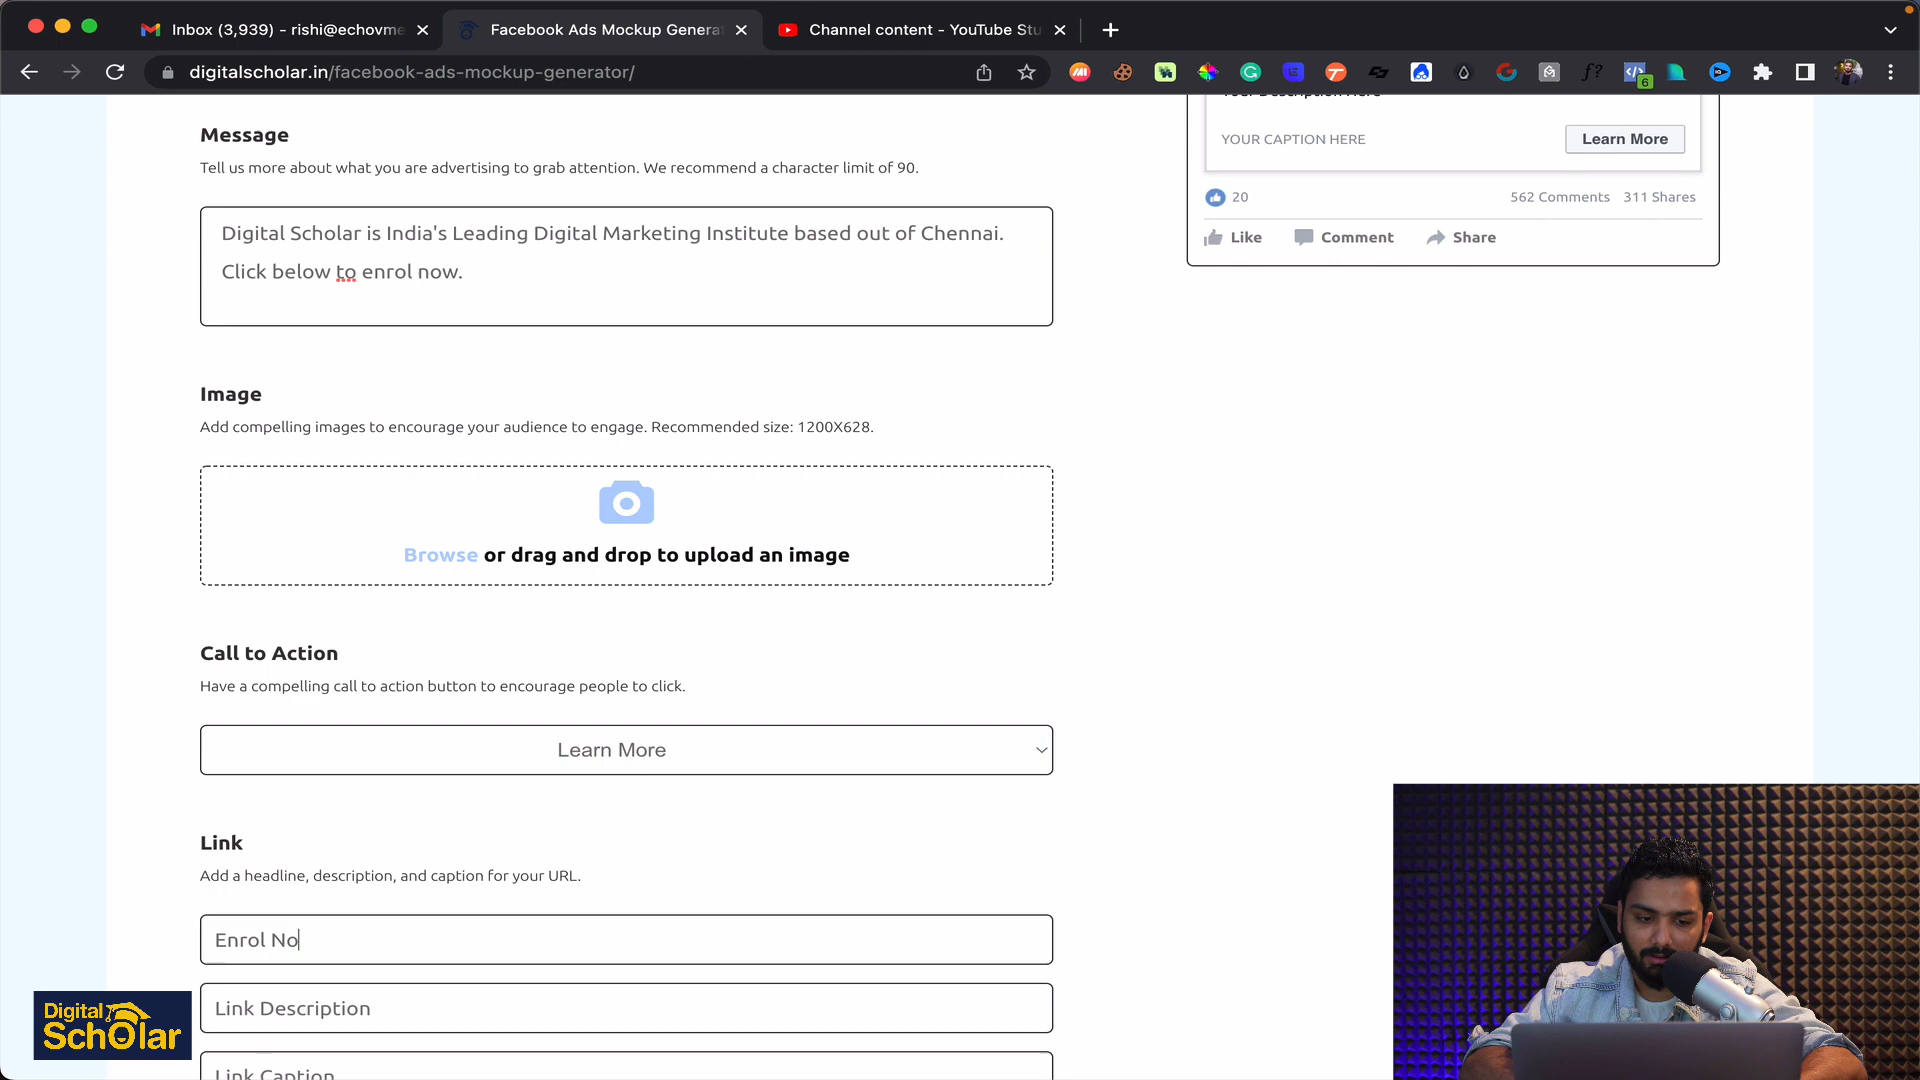 Inbox (3,939) - rishi@echovme
Facebook Ads Mockup Genera
Channel content - YouTube Stu
digitalscholar.in/facebook-ads-mockup-generator/
6
Your Description Here
YOUR CAPTION HERE
Learn More
20
562 Comments 311 Shares
Like
Comment
Share
Message
Tell us more about what you are advertising to grab attention. We recommend a character limit of 90.
Digital Scholar is India's Leading Digital Marketing Institute based out of Chennai.
Click below to enrol now.
Image
Add compelling images to encourage your audience to engage. Recommended size: 1200X628.
Browse or drag and drop to upload an image
Call to Action
Have a compelling call to action button to encourage people to click.
Learn More
Link
Add a headline, description, and caption for your URL.
Enrol No
Link Description
Link Caption
Digital
SchOlar